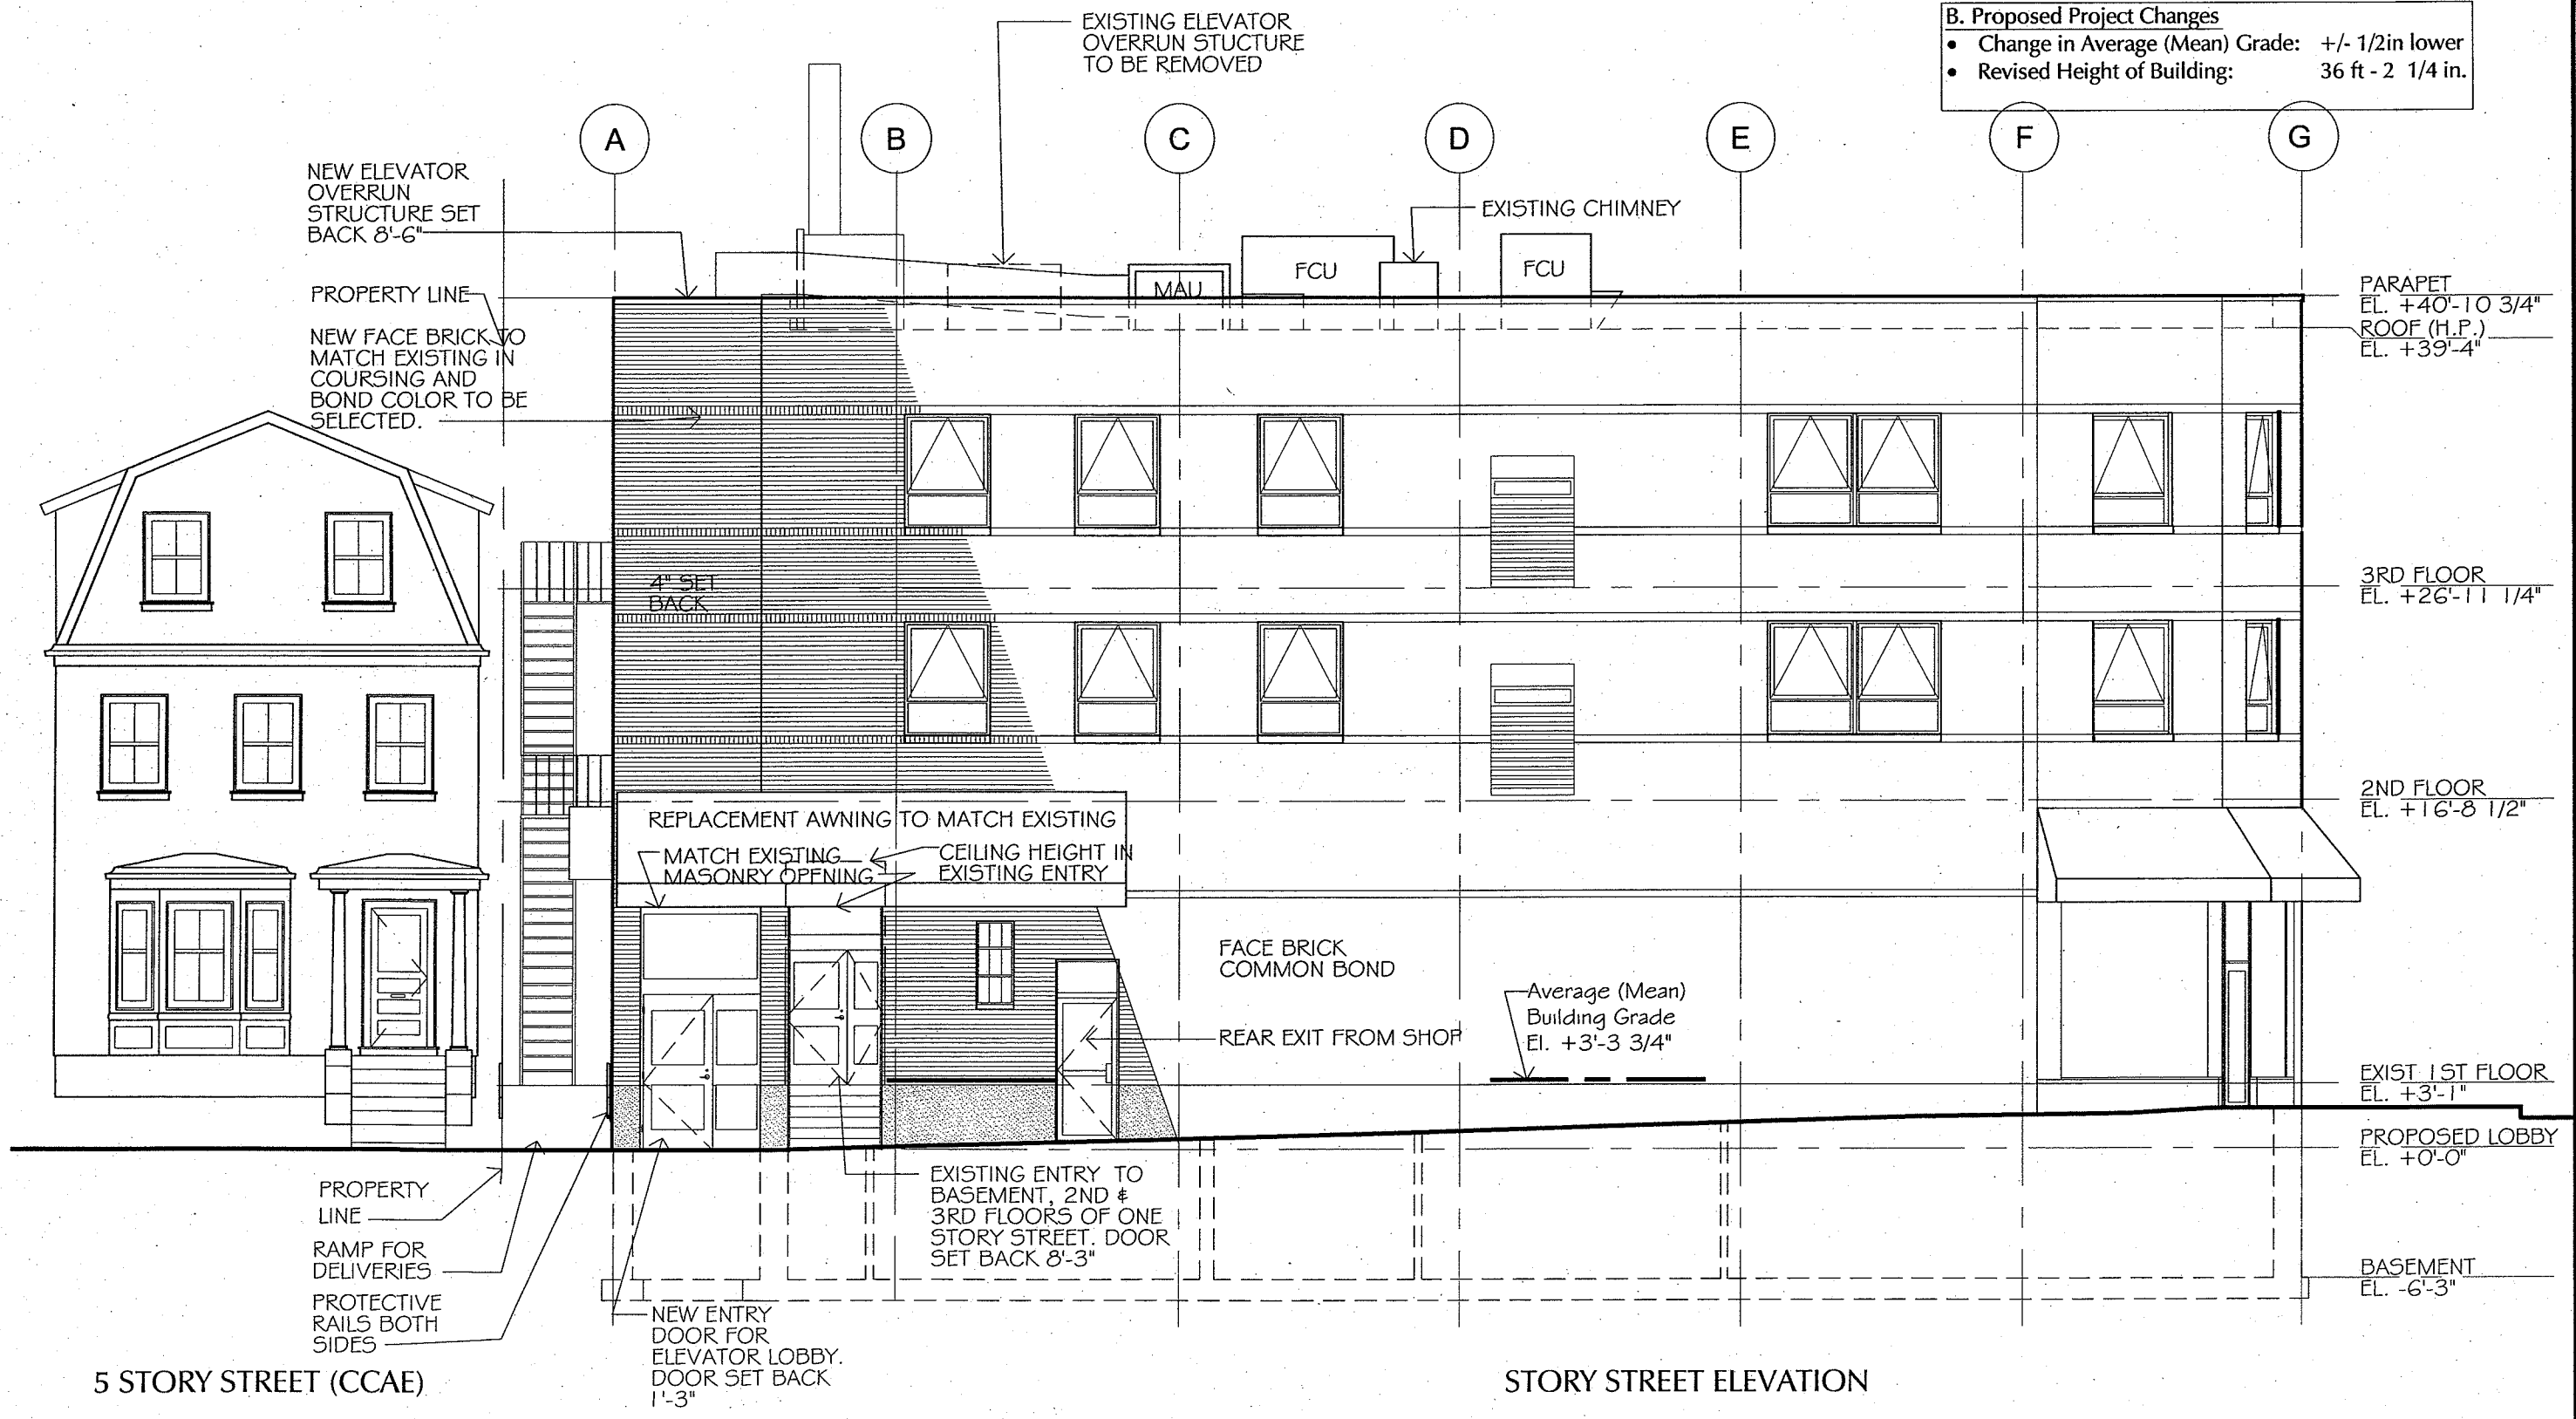 B. Proposed Project Changes
• Change in Average (Mean) Grade: +/- 1/2in lower
• Revised Height of Building: 36 ft - 2 1/4 in.
EXISTING ELEVATOR
OVERRUN STUCTURE
TO BE REMOVED
A
B
C
D
E
F
G
NEW ELEVATOR
OVERRUN
STRUCTURE SET
BACK 8'-6"
EXISTING CHIMNEY
FCU
FCU
MAU
PROPERTY LINE
NEW FACE BRICK TO
MATCH EXISTING IN
COURSING AND
BOND COLOR TO BE
SELECTED.
PARAPET
EL. +40'-10 3/4"
ROOF (H.P.)
EL. +39'-4"
4" SET
BACK
3RD FLOOR
EL. +26'-11 1/4"
2ND FLOOR
EL. +16'-8 1/2"
REPLACEMENT AWNING TO MATCH EXISTING
MATCH EXISTING
MASONRY OPENING
CEILING HEIGHT IN
EXISTING ENTRY
FACE BRICK
COMMON BOND
REAR EXIT FROM SHOP
Average (Mean)
Building Grade
El. +3'-3 3/4"
EXIST 1ST FLOOR
EL. +3'-1"
PROPOSED LOBBY
EL. +0'-0"
BASEMENT
EL. -6'-3"
PROPERTY
LINE
RAMP FOR
DELIVERIES
PROTECTIVE
RAILS BOTH
SIDES
EXISTING ENTRY TO
BASEMENT, 2ND &
3RD FLOORS OF ONE
STORY STREET. DOOR
SET BACK 8'-3"
NEW ENTRY
DOOR FOR
ELEVATOR LOBBY.
DOOR SET BACK
1'-3"
5 STORY STREET (CCAE)
STORY STREET ELEVATION